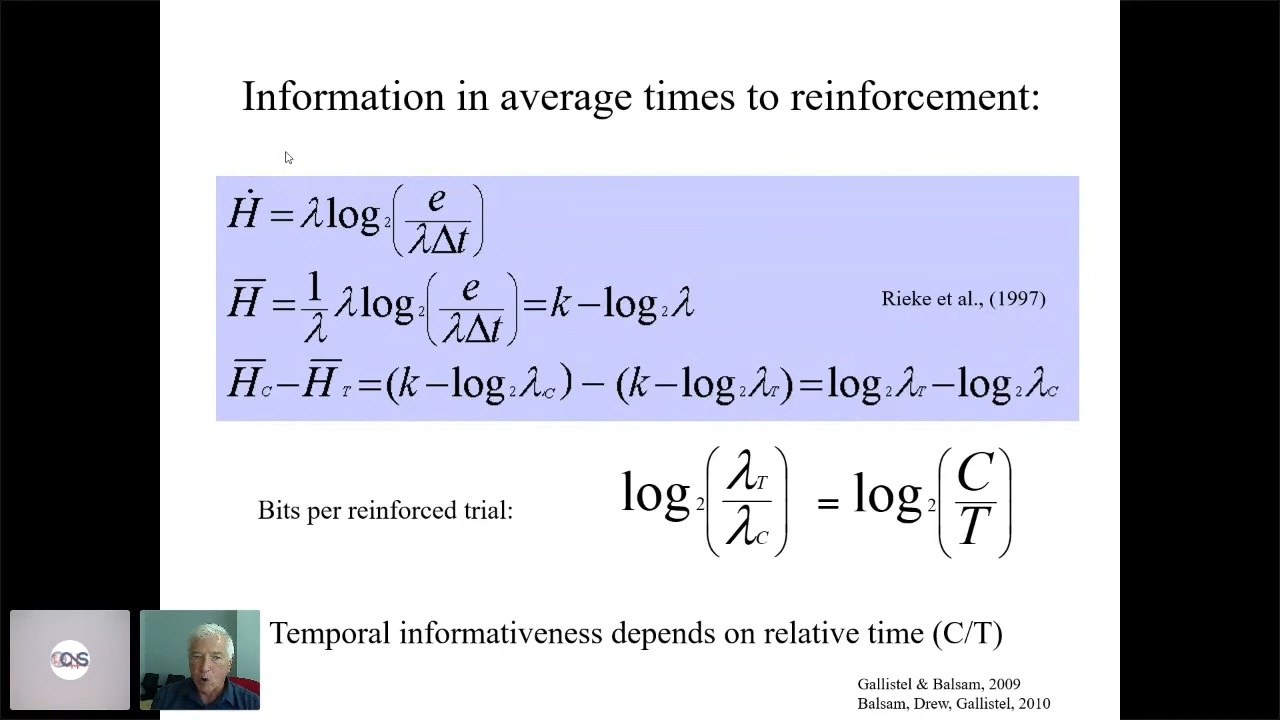 Information in average times to reinforcement:
Ḣ = λ log₂(e / λΔt)
H̅ = 1/λ λ log₂(e / λΔt) = k − log₂ λ
Rieke et al., (1997)
H̅_C − H̅_T = (k − log₂ λ_C) − (k − log₂ λ_T) = log₂ λ_T − log₂ λ_C
Bits per reinforced trial: log₂(λ_T / λ_C) = log₂(C / T)
Temporal informativeness depends on relative time (C/T)
Gallistel & Balsam, 2009
Balsam, Drew, Gallistel, 2010